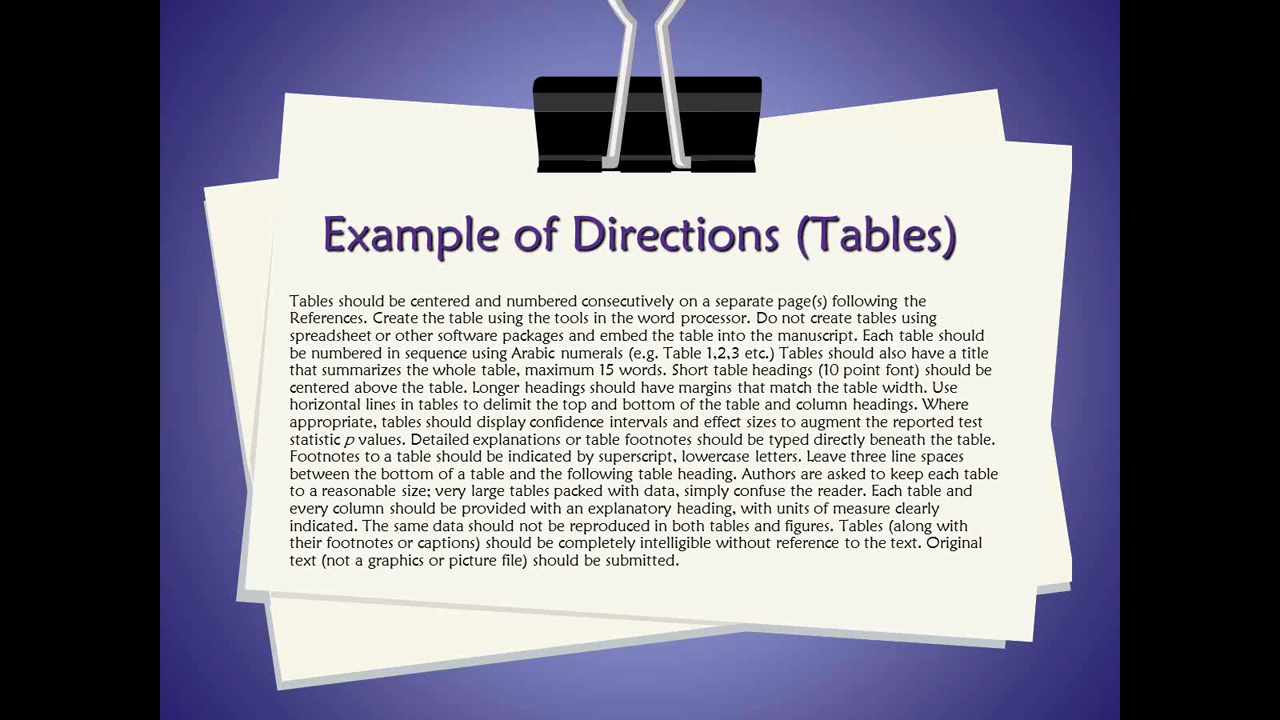 Example of Directions (Tables)
Tables should be centered and numbered consecutively on a separate page(s) following the
References. Create the table using the tools in the word processor. Do not create tables using
spreadsheet or other software packages and embed the table into the manuscript. Each table should
be numbered in sequence using Arabic numerals (e.g. Table 1,2,3 etc.) Tables should also have a title
that summarizes the whole table, maximum 15 words. Short table headings (10 point font) should be
centered above the table. Longer headings should have margins that match the table width. Use
horizontal lines in tables to delimit the top and bottom of the table and column headings. Where
appropriate, tables should display confidence intervals and effect sizes to augment the reported test
statistic p values. Detailed explanations or table footnotes should be typed directly beneath the table.
Footnotes to a table should be indicated by superscript, lowercase letters. Leave three line spaces
between the bottom of a table and the following table heading. Authors are asked to keep each table
to a reasonable size; very large tables packed with data, simply confuse the reader. Each table and
every column should be provided with an explanatory heading, with units of measure clearly
indicated. The same data should not be reproduced in both tables and figures. Tables (along with
their footnotes or captions) should be completely intelligible without reference to the text. Original
text (not a graphics or picture file) should be submitted.